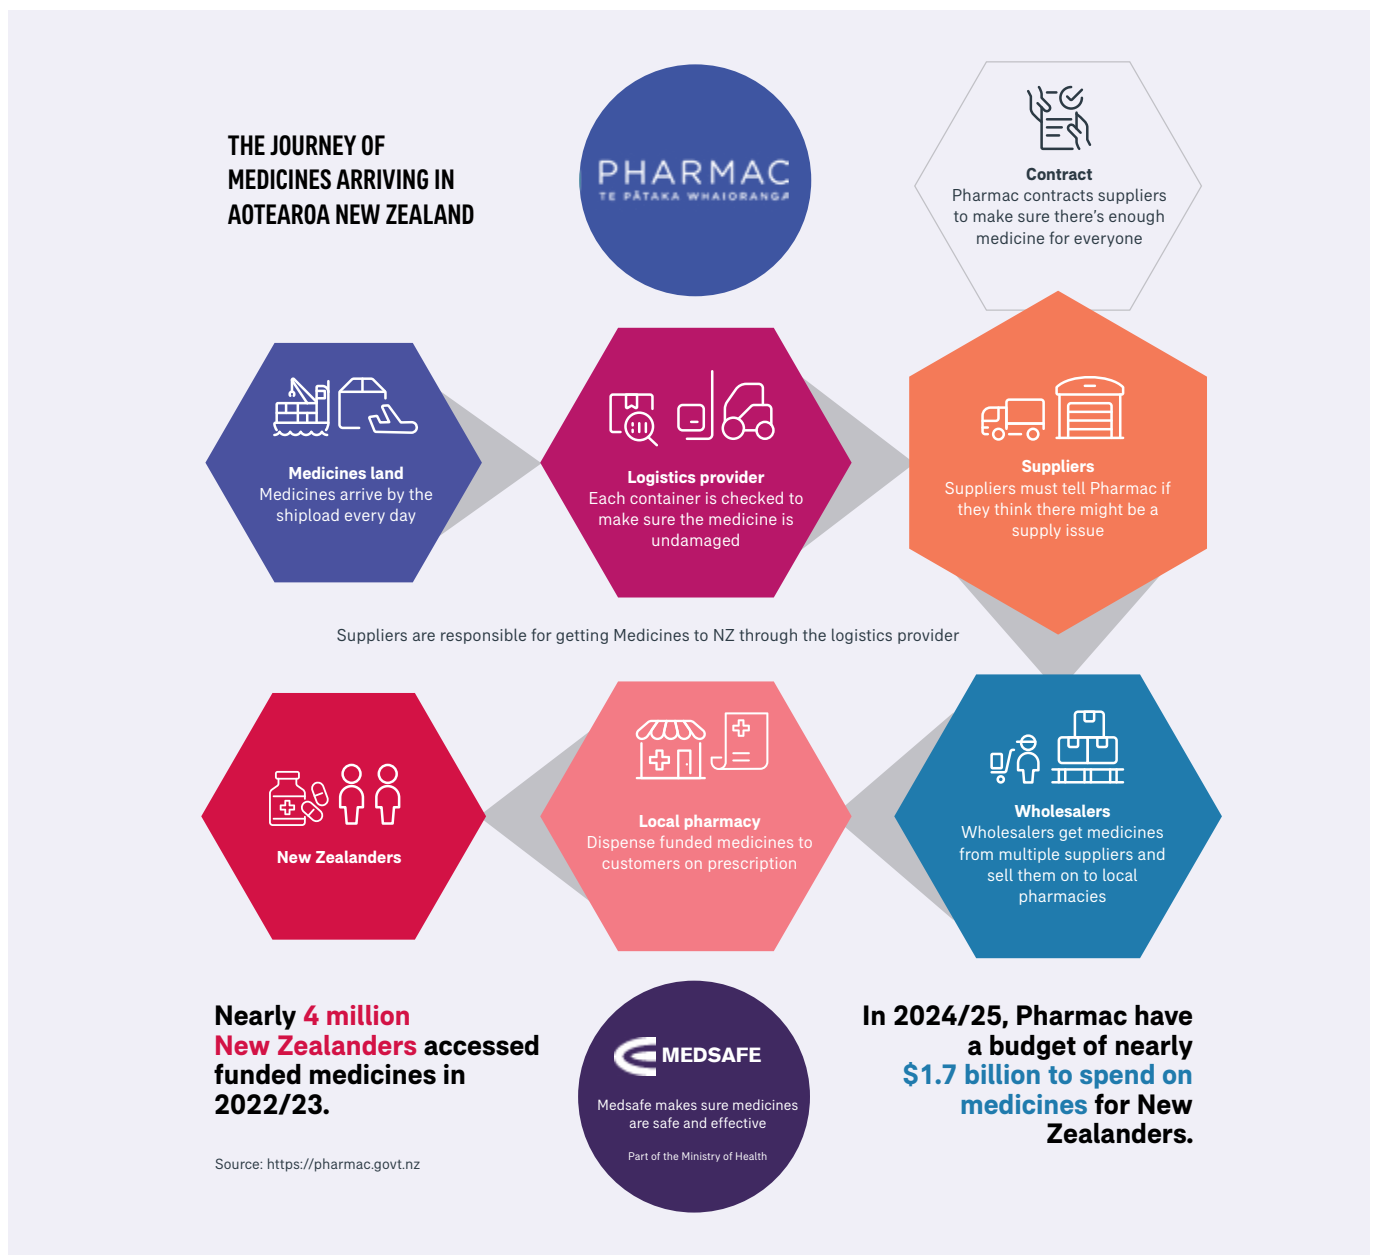 THE JOURNEY OF
MEDICINES ARRIVING IN
AOTEAROA NEW ZEALAND
PHARMAC
TE PĀTAKA WHAIORANGA
Contract
Pharmac contracts suppliers
to make sure there's enough
medicine for everyone
Medicines land
Medicines arrive by the
shipload every day
Logistics provider
Each container is checked to
make sure the medicine is
undamaged
Suppliers
Suppliers must tell Pharmac if
they think there might be a
supply issue
Suppliers are responsible for getting Medicines to NZ through the logistics provider
New Zealanders
Local pharmacy
Dispense funded medicines to
customers on prescription
Wholesalers
Wholesalers get medicines
from multiple suppliers and
sell them on to local
pharmacies
Nearly 4 million
New Zealanders accessed
funded medicines in
2022/23.
Source: https://pharmac.govt.nz
MEDSAFE
Medsafe makes sure medicines
are safe and effective
Part of the Ministry of Health
In 2024/25, Pharmac have
a budget of nearly
$1.7 billion to spend on
medicines for New
Zealanders.